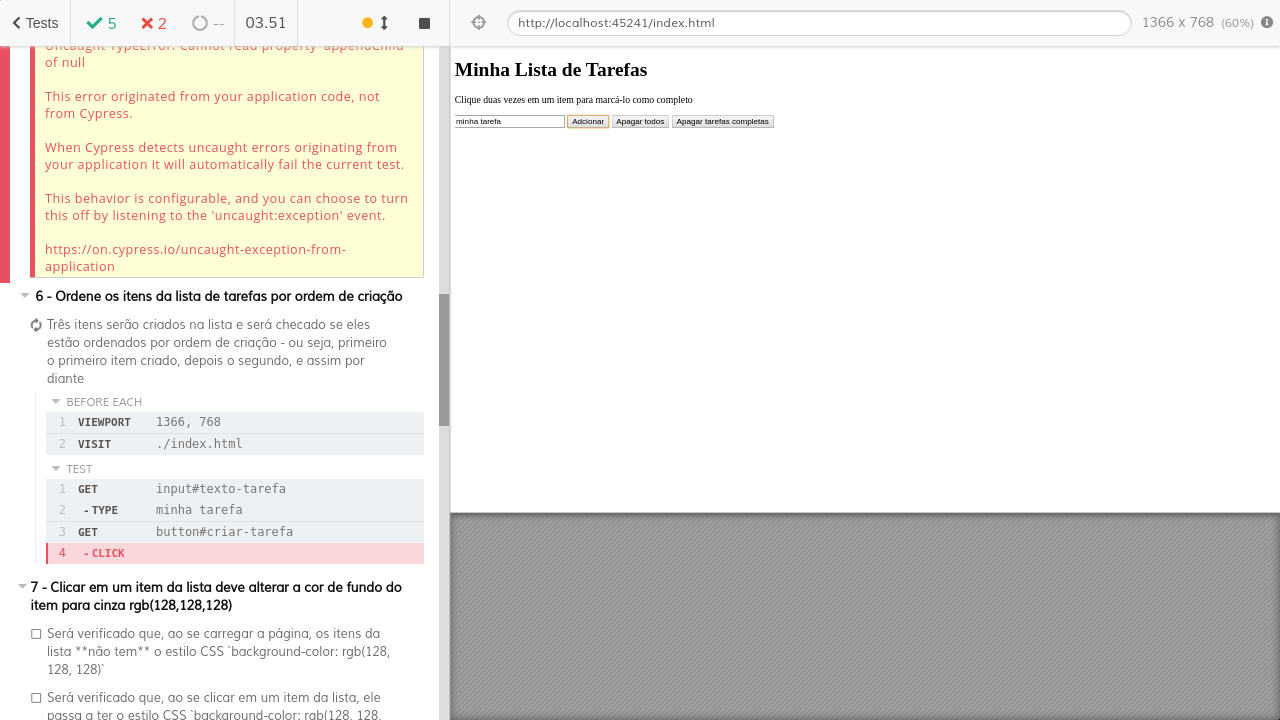 Tests
5
2
--
03.51
http://localhost:45241/index.html
1366 x 768 (60%)
Uncaught TypeError: Cannot read property 'appendChild'
of null
This error originated from your application code, not
from Cypress.
When Cypress detects uncaught errors originating from
your application it will automatically fail the current test.
This behavior is configurable, and you can choose to turn
this off by listening to the 'uncaught:exception' event.
https://on.cypress.io/uncaught-exception-from-
application
6 - Ordene os itens da lista de tarefas por ordem de criação
Três itens serão criados na lista e será checado se eles
estão ordenados por ordem de criação - ou seja, primeiro
o primeiro item criado, depois o segundo, e assim por
diante
BEFORE EACH
1 VIEWPORT 1366, 768
2 VISIT ./index.html
TEST
1 GET input#texto-tarefa
2 - TYPE minha tarefa
3 GET button#criar-tarefa
4 - CLICK
7 - Clicar em um item da lista deve alterar a cor de fundo do
item para cinza rgb(128,128,128)
Será verificado que, ao se carregar a página, os itens da
lista **não tem** o estilo CSS `background-color: rgb(128,
128, 128)`
Será verificado que, ao se clicar em um item da lista, ele
passa a ter o estilo CSS `background-color: rgb(128, 128,
Minha Lista de Tarefas
Clique duas vezes em um item para marcá-lo como completo
minha tarefa
Adcionar
Apagar todos
Apagar tarefas completas